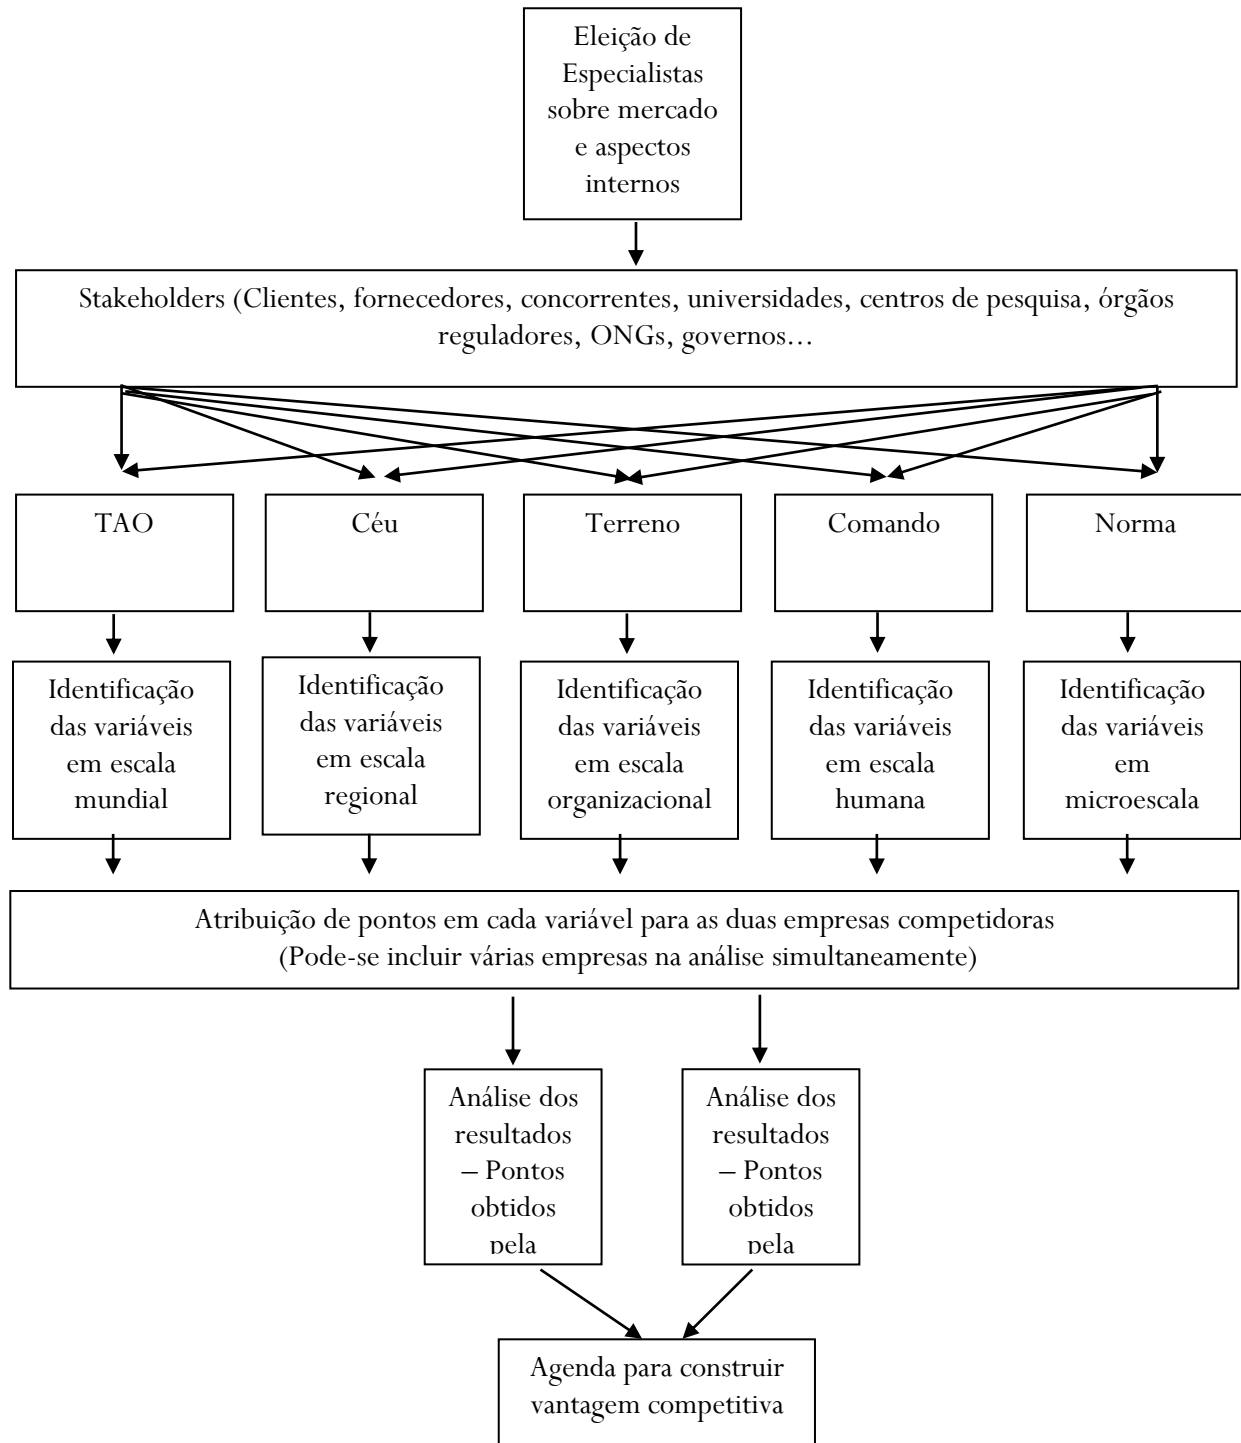 Eleição de
Especialistas
sobre mercado
e aspectos
internos
Stakeholders (Clientes, fornecedores, concorrentes, universidades, centros de pesquisa, órgãos
reguladores, ONGs, governos…
TAO
Céu
Terreno
Comando
Norma
Identificação
das variáveis
em escala
mundial
Identificação
das variáveis
em escala
regional
Identificação
das variáveis
em escala
organizacional
Identificação
das variáveis
em escala
humana
Identificação
das variáveis
em
microescala
Atribuição de pontos em cada variável para as duas empresas competidoras
(Pode-se incluir várias empresas na análise simultaneamente)
Análise dos
resultados
– Pontos
obtidos
pela
Análise dos
resultados
– Pontos
obtidos
pela
Agenda para construir
vantagem competitiva